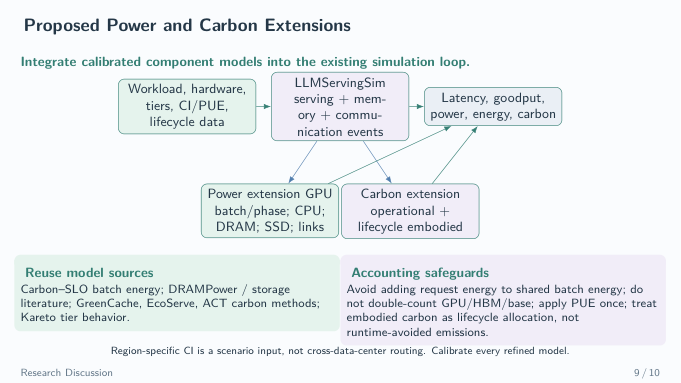 Proposed Power and Carbon Extensions
Integrate calibrated component models into the existing simulation loop.
Workload, hardware,
tiers, CI/PUE,
lifecycle data
LLMServingSim
serving + mem-
ory + commu-
nication events
Latency, goodput,
power, energy, carbon
Power extension GPU
batch/phase; CPU;
DRAM; SSD; links
Carbon extension
operational +
lifecycle embodied
Reuse model sources
Carbon–SLO batch energy; DRAMPower / storage
literature; GreenCache, EcoServe, ACT carbon methods;
Kareto tier behavior.
Accounting safeguards
Avoid adding request energy to shared batch energy; do
not double-count GPU/HBM/base; apply PUE once; treat
embodied carbon as lifecycle allocation, not
runtime-avoided emissions.
Region-specific CI is a scenario input, not cross-data-center routing. Calibrate every refined model.
Research Discussion
9 / 10